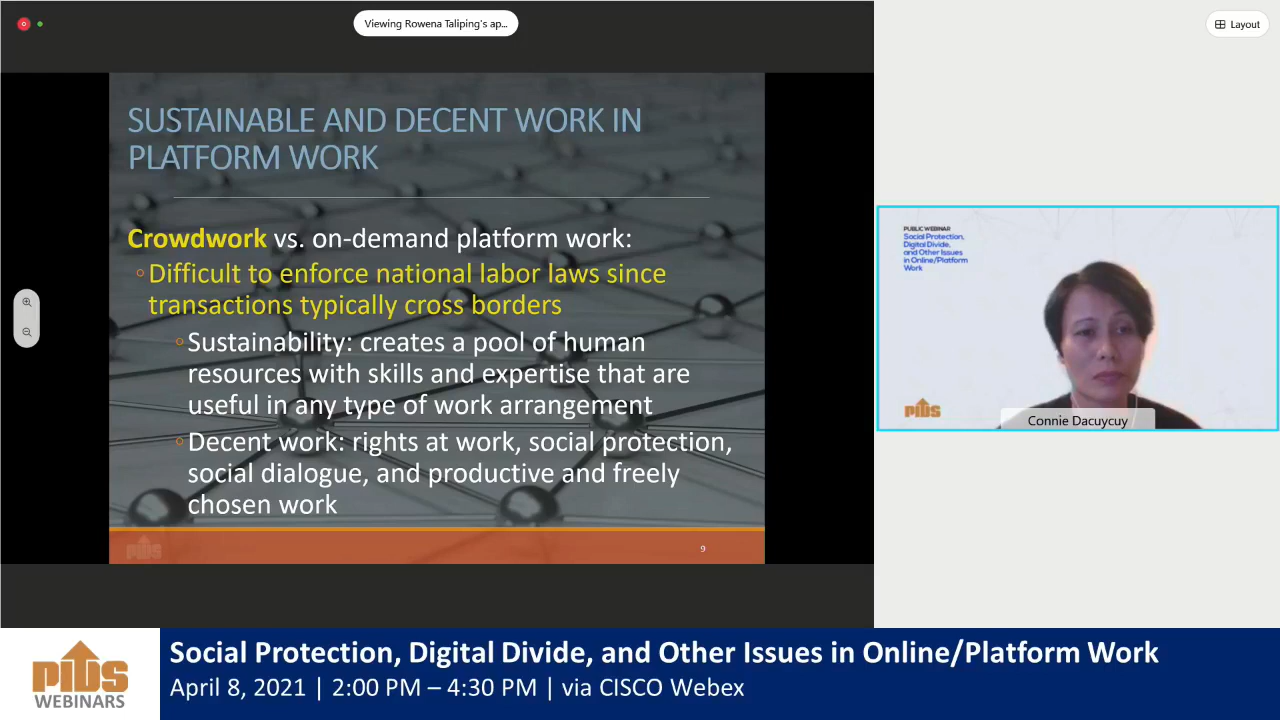 Viewing Rowena Taliping's ap...
Layout
SUSTAINABLE AND DECENT WORK IN
PLATFORM WORK
Crowdwork vs. on-demand platform work:
Difficult to enforce national labor laws since
transactions typically cross borders
Sustainability: creates a pool of human
resources with skills and expertise that are
useful in any type of work arrangement
Decent work: rights at work, social protection,
social dialogue, and productive and freely
chosen work
PIDS
9
PUBLIC WEBINAR
Social Protection,
Digital Divide,
and Other Issues
in Online/Platform
Work
PIDS
Connie Dacuycuy
PIDS
WEBINARS
Social Protection, Digital Divide, and Other Issues in Online/Platform Work
April 8, 2021 | 2:00 PM – 4:30 PM | via CISCO Webex